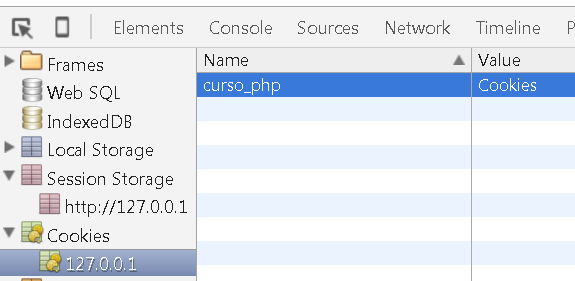 Elements Console Sources Network Timeline P
Frames
Web SQL
IndexedDB
Local Storage
Session Storage
http://127.0.0.1
Cookies
127.0.0.1
Name Value
curso_php Cookies